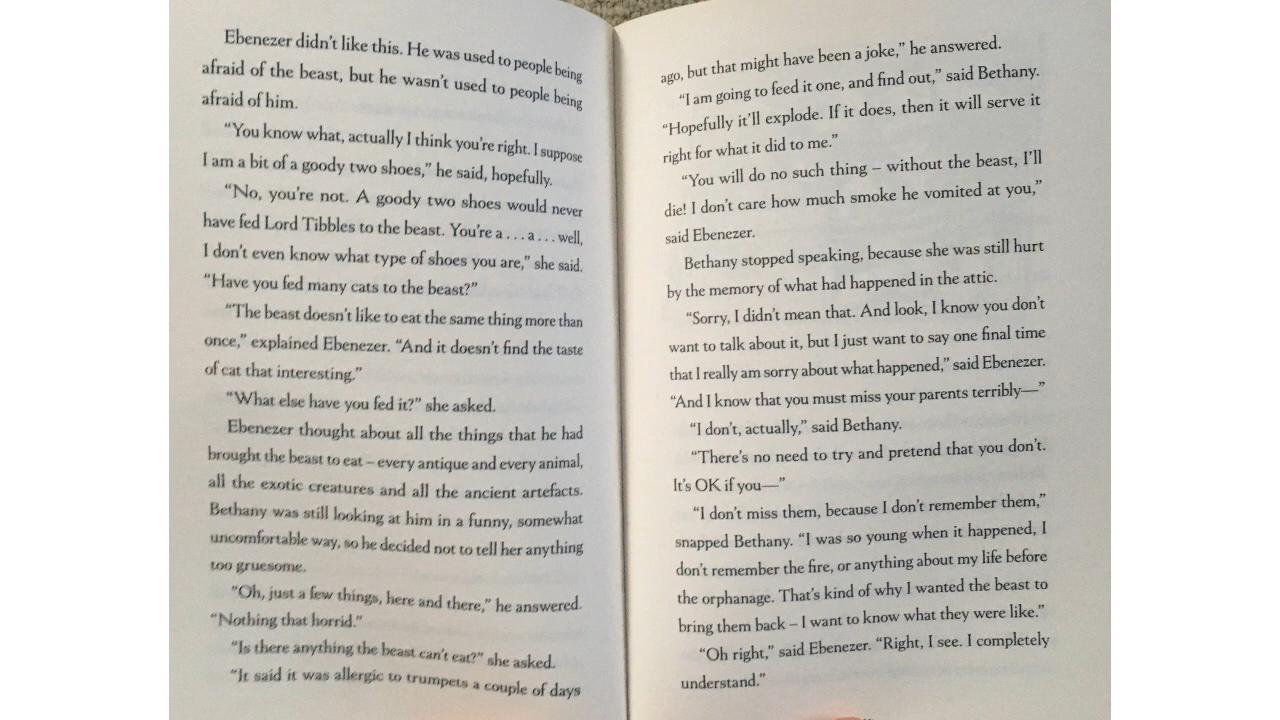 Ebenezer didn't like this. He was used to people being
afraid of the beast, but he wasn't used to people being
afraid of him.
"You know what, actually I think you're right. I suppose
I am a bit of a goody two shoes," he said, hopefully.
"No, you're not. A goody two shoes would never
have fed Lord Tibbles to the beast. You're a . . . a . . . well,
I don't even know what type of shoes you are," she said.
"Have you fed many cats to the beast?"
"The beast doesn't like to eat the same thing more than
once," explained Ebenezer. "And it doesn't find the taste
of cat that interesting."
"What else have you fed it?" she asked.
Ebenezer thought about all the things that he had
brought the beast to eat – every antique and every animal,
all the exotic creatures and all the ancient artefacts.
Bethany was still looking at him in a funny, somewhat
uncomfortable way, so he decided not to tell her anything
too gruesome.
"Oh, just a few things, here and there," he answered.
"Nothing that horrid."
"Is there anything the beast can't eat?" she asked.
"It said it was allergic to trumpets a couple of days
ago, but that might have been a joke," he answered.
"I am going to feed it one, and find out," said Bethany.
"Hopefully it'll explode. If it does, then it will serve it
right for what it did to me."
"You will do no such thing – without the beast, I'll
die! I don't care how much smoke he vomited at you,"
said Ebenezer.
Bethany stopped speaking, because she was still hurt
by the memory of what had happened in the attic.
"Sorry, I didn't mean that. And look, I know you don't
want to talk about it, but I just want to say one final time
that I really am sorry about what happened," said Ebenezer.
"And I know that you must miss your parents terribly—"
"I don't, actually," said Bethany.
"There's no need to try and pretend that you don't.
It's OK if you—"
"I don't miss them, because I don't remember them,"
snapped Bethany. "I was so young when it happened, I
don't remember the fire, or anything about my life before
the orphanage. That's kind of why I wanted the beast to
bring them back – I want to know what they were like."
"Oh right," said Ebenezer. "Right, I see. I completely
understand."